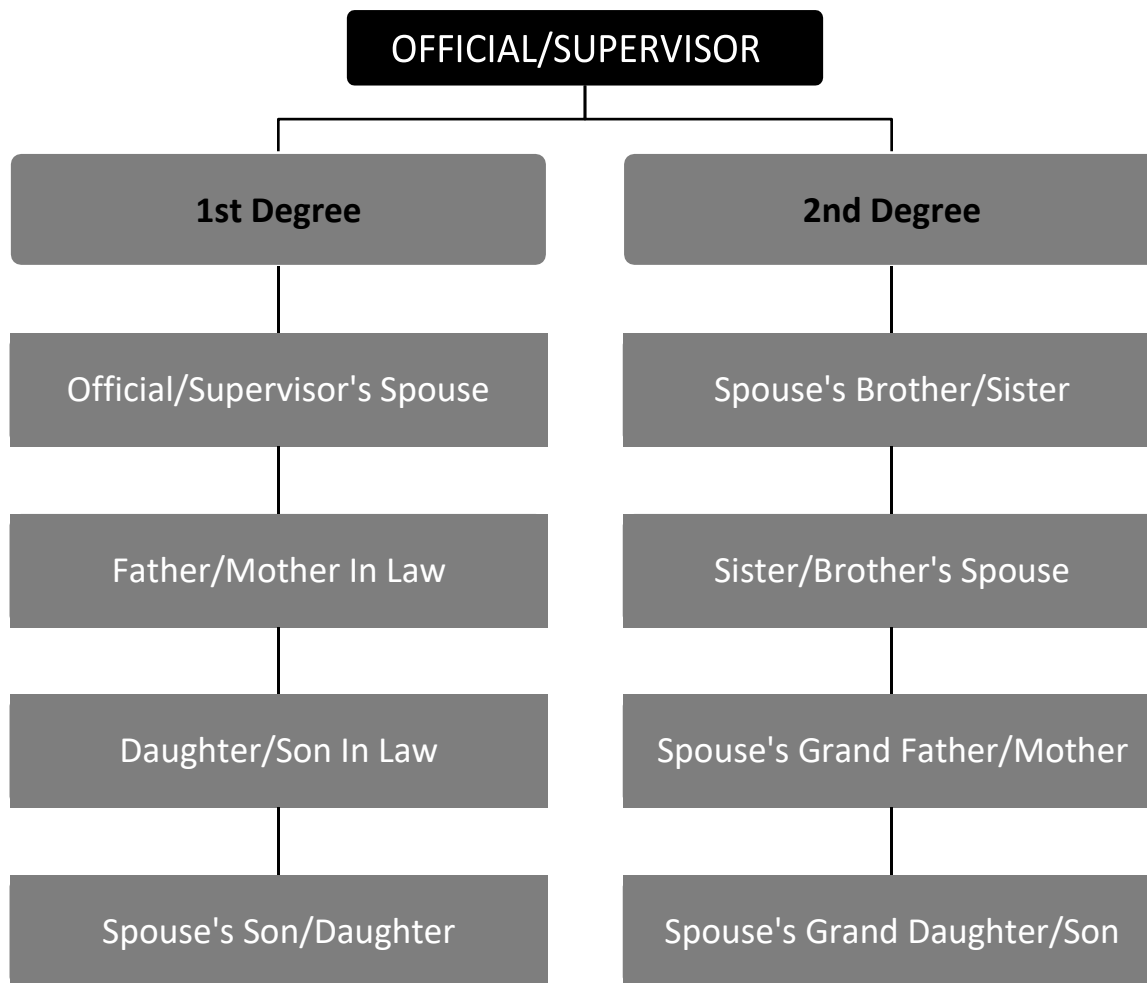 OFFICIAL/SUPERVISOR
1st Degree
Official/Supervisor's Spouse
Father/Mother In Law
Daughter/Son In Law
Spouse's Son/Daughter
2nd Degree
Spouse's Brother/Sister
Sister/Brother's Spouse
Spouse's Grand Father/Mother
Spouse's Grand Daughter/Son